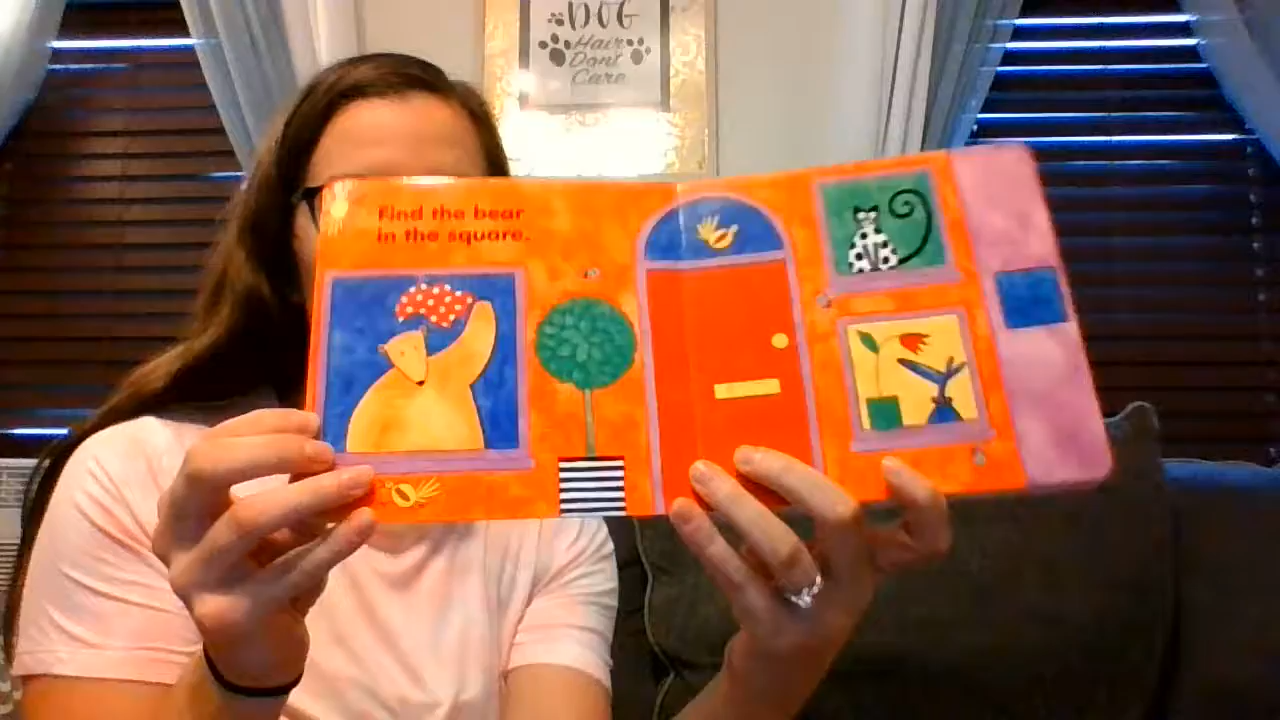 DOG
Hair
Dont
Care
Find the bear
in the square.